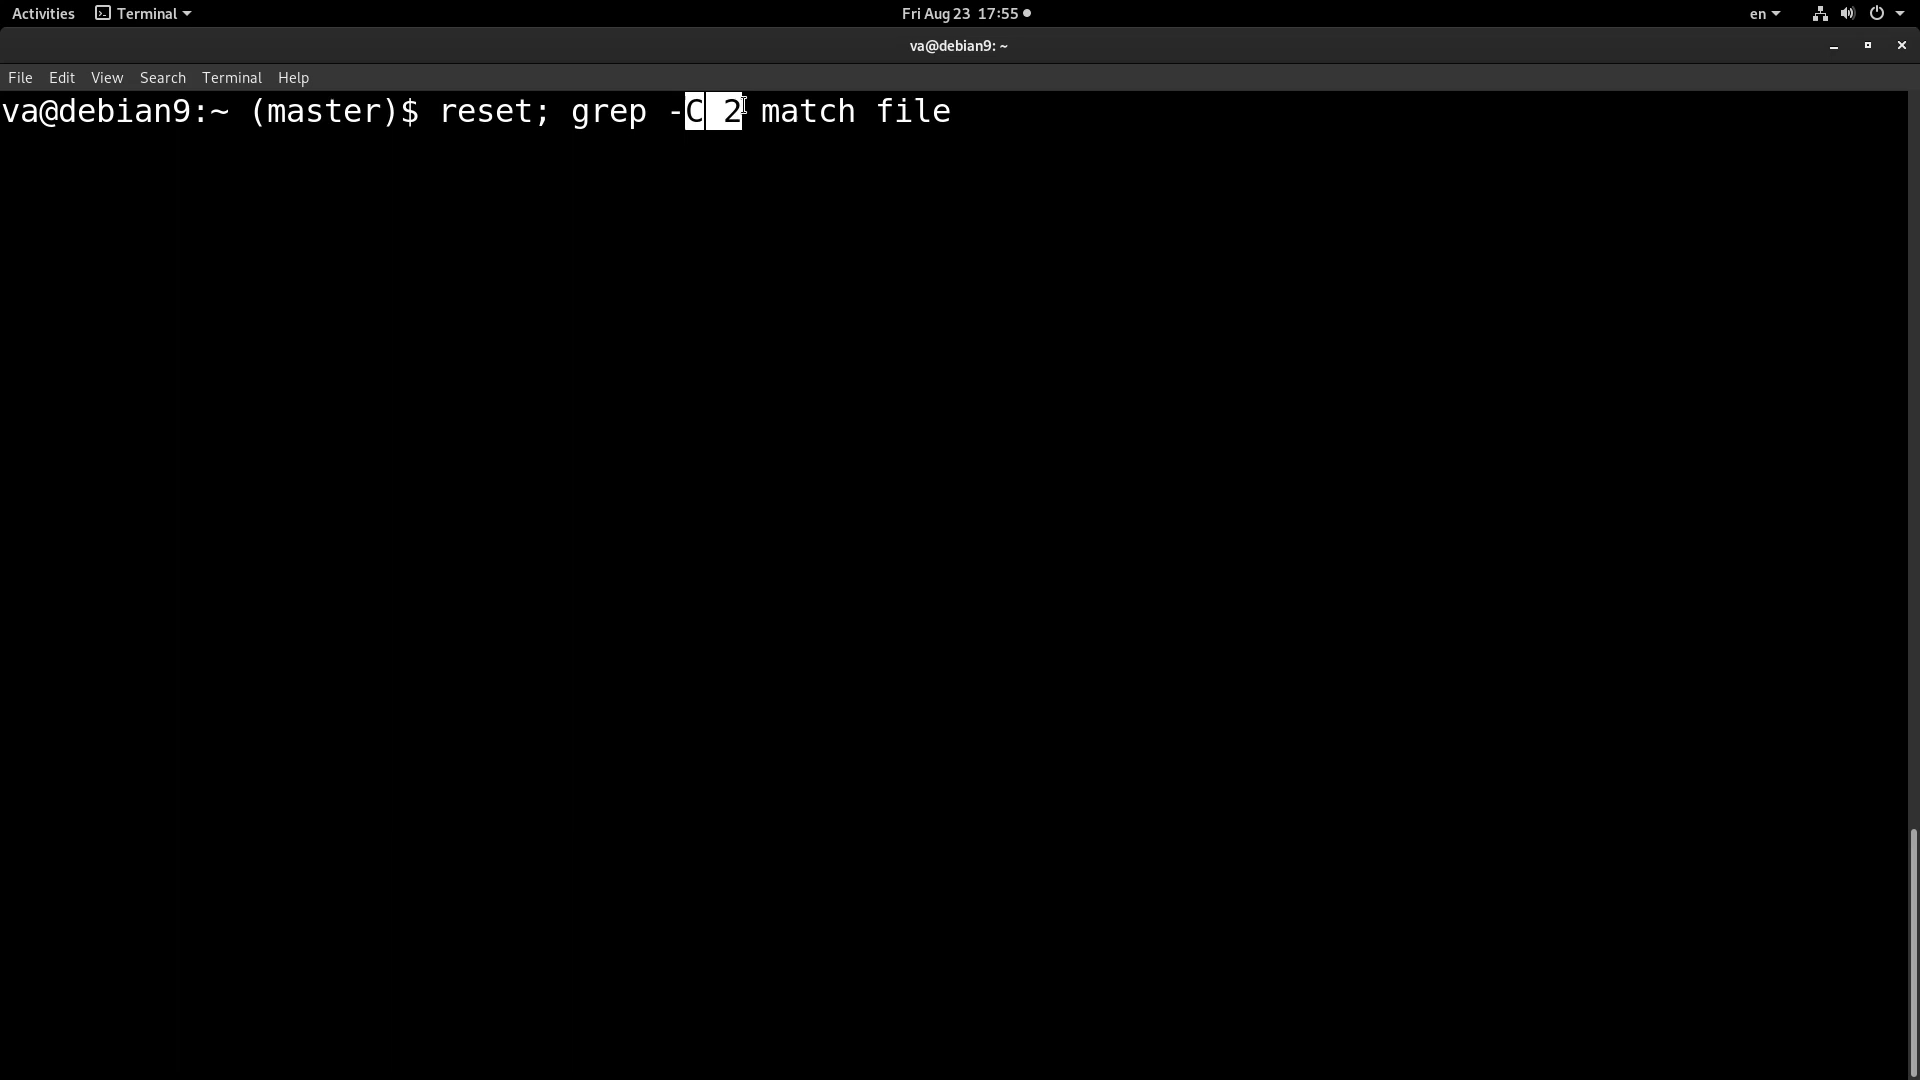 Activities Terminal Fri Aug 23 17:55 en
va@debian9: ~
File Edit View Search Terminal Help
va@debian9:~ (master)$ reset; grep -C 2 match file